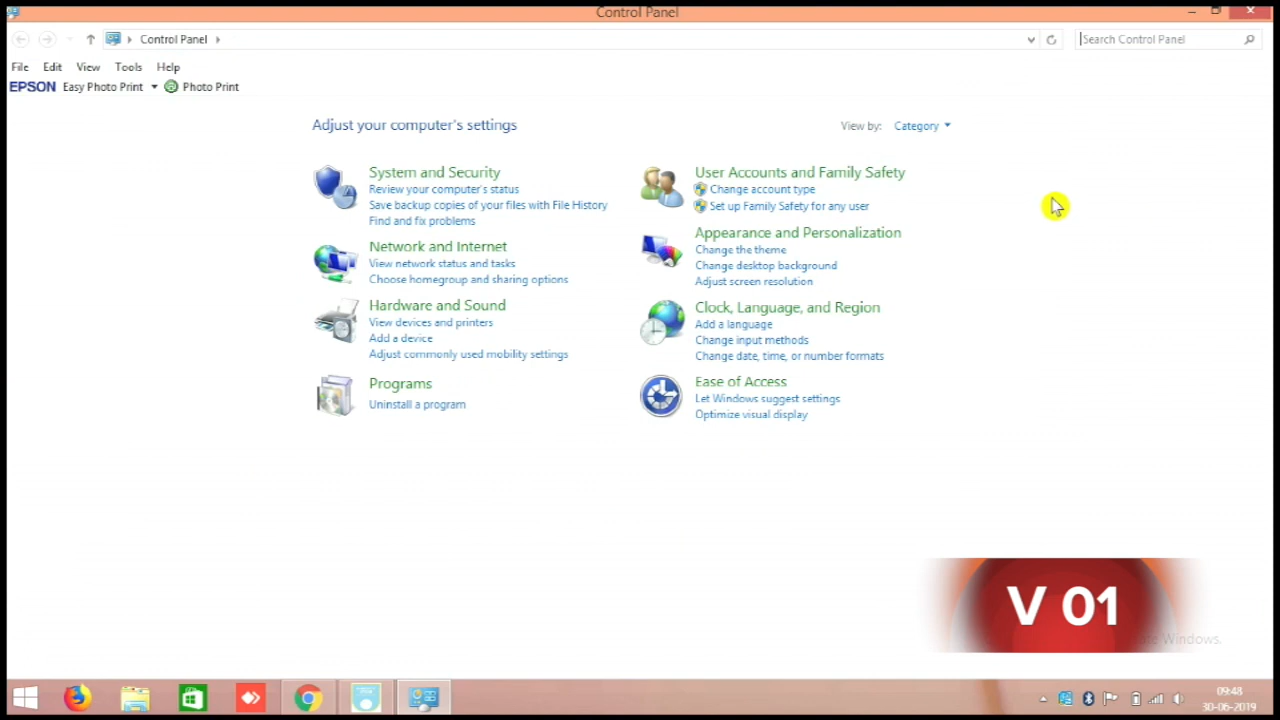 Control Panel
Control Panel
Search Control Panel
File Edit View Tools Help
EPSON Easy Photo Print Photo Print
Adjust your computer's settings
View by: Category
System and Security
Review your computer's status
Save backup copies of your files with File History
Find and fix problems
Network and Internet
View network status and tasks
Choose homegroup and sharing options
Hardware and Sound
View devices and printers
Add a device
Adjust commonly used mobility settings
Programs
Uninstall a program
User Accounts and Family Safety
Change account type
Set up Family Safety for any user
Appearance and Personalization
Change the theme
Change desktop background
Adjust screen resolution
Clock, Language, and Region
Add a language
Change input methods
Change date, time, or number formats
Ease of Access
Let Windows suggest settings
Optimize visual display
V 01
Windows.
09:48
30-06-2019